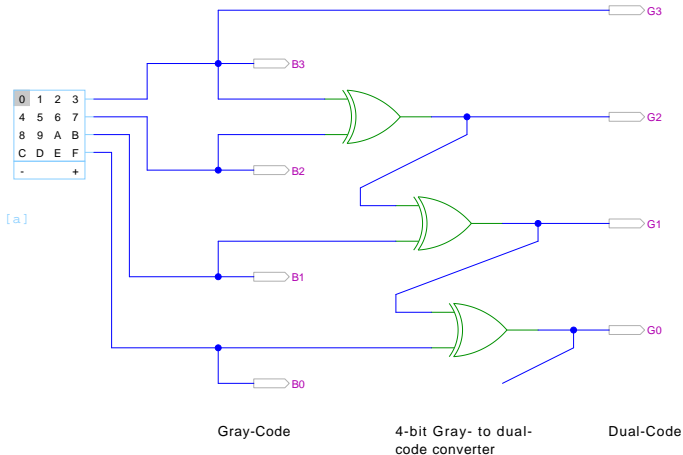 G3
B3
0 1 2 3
4 5 6 7
8 9 A B
C D E F
- +
G2
B2
[a]
G1
B1
G0
B0
Gray-Code
4-bit Gray- to dual-
code converter
Dual-Code